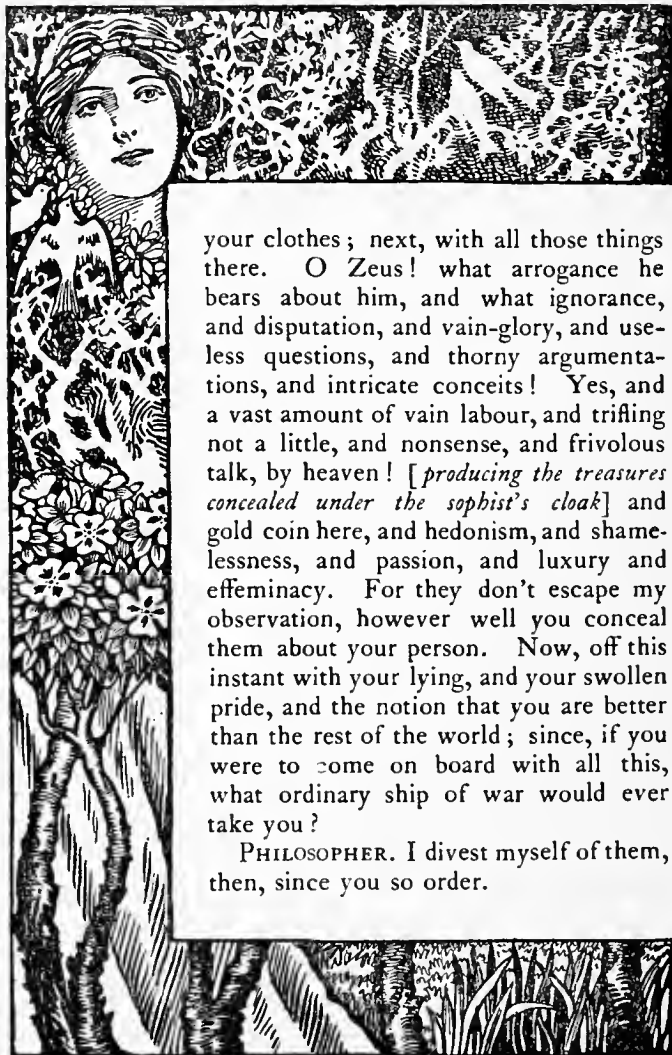 your clothes ; next, with all those things
there. O Zeus ! what arrogance he
bears about him, and what ignorance,
and disputation, and vain-glory, and use-
less questions, and thorny argumenta-
tions, and intricate conceits ! Yes, and
a vast amount of vain labour, and trifling
not a little, and nonsense, and frivolous
talk, by heaven ! [producing the treasures
concealed under the sophist's cloak] and
gold coin here, and hedonism, and shame-
lessness, and passion, and luxury and
effeminacy. For they don't escape my
observation, however well you conceal
them about your person. Now, off this
instant with your lying, and your swollen
pride, and the notion that you are better
than the rest of the world ; since, if you
were to come on board with all this,
what ordinary ship of war would ever
take you ?
PHILOSOPHER. I divest myself of them,
then, since you so order.